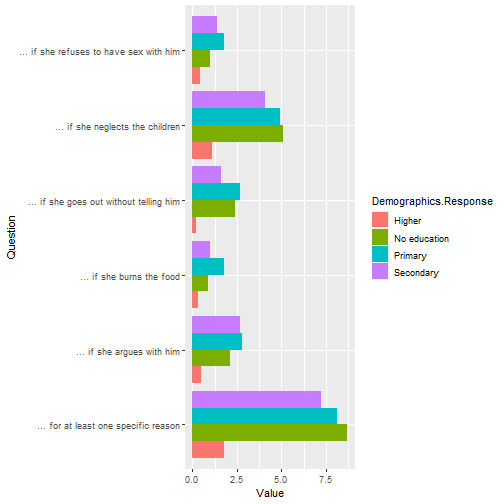 ... if she refuses to have sex with him
... if she neglects the children
... if she goes out without telling him
... if she burns the food
... if she argues with him
... for at least one specific reason
Question
0.0 2.5 5.0 7.5
Value
Demographics.Response
Higher
No education
Primary
Secondary